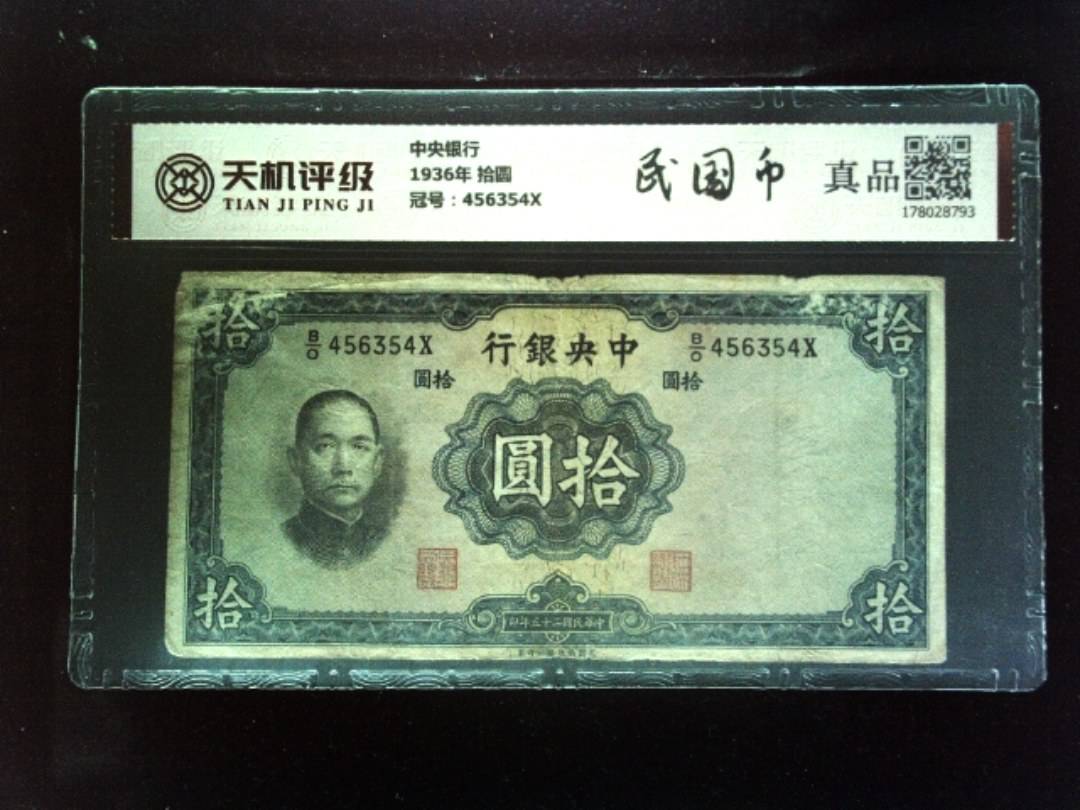 天机评级
TIAN JI PING JI
中央银行
1936年 拾圓
冠号：456354X
民国币
真品
178028793
拾
拾
B/O 456354X
行銀央中
B/O 456354X
圓拾
圓拾
圓拾
拾
拾
印年五十二國民華中